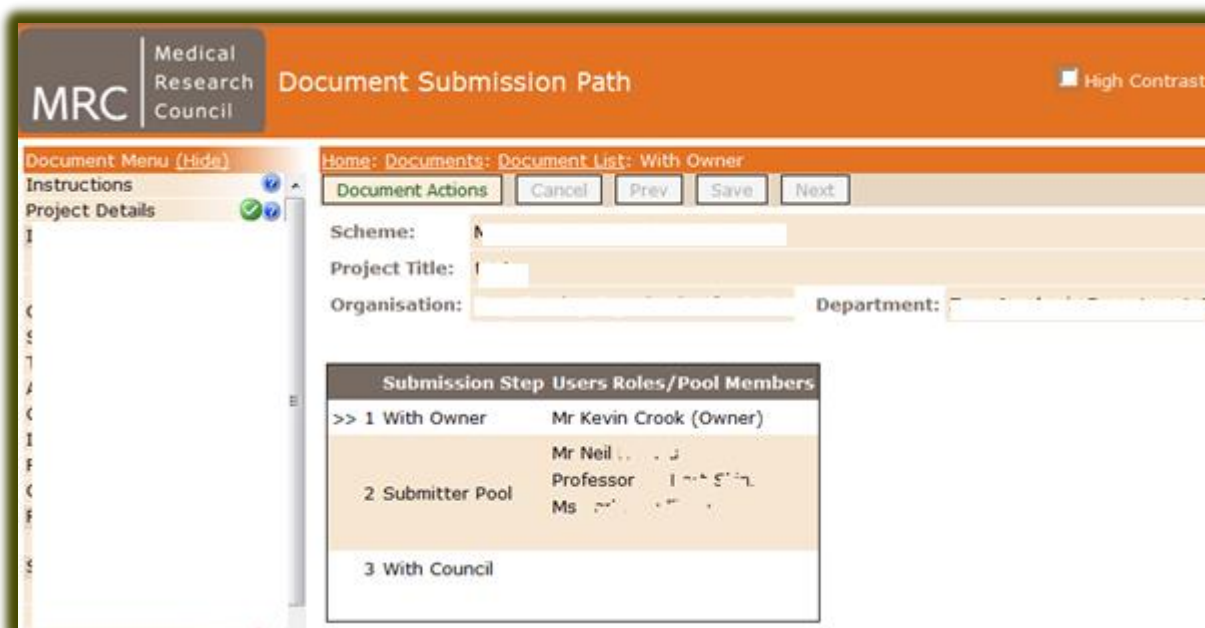 MRC
Medical
Research
Council
Document Submission Path
High Contrast
Document Menu (Hide)
Instructions
Project Details
Home: Documents: Document List: With Owner
Document Actions Cancel Prev Save Next
Scheme:
Project Title:
Organisation: Department:
Submission Step Users Roles/Pool Members
>> 1 With Owner Mr Kevin Crook (Owner)
Mr Neil
2 Submitter Pool Professor
Ms
3 With Council